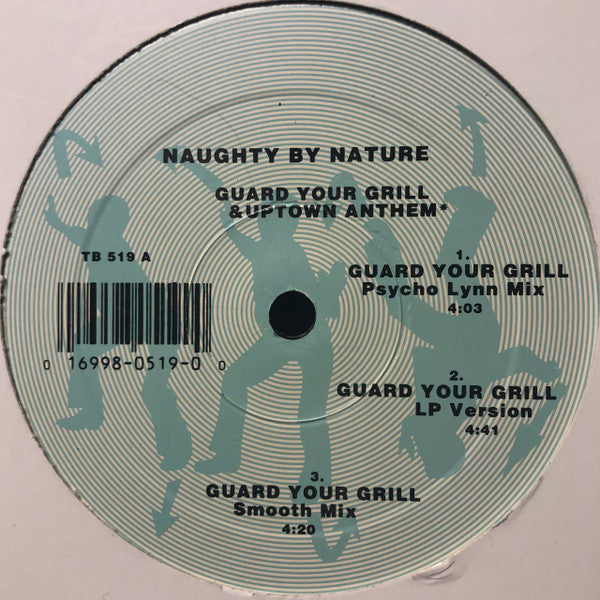 NAUGHTY BY NATURE
GUARD YOUR GRILL
& UPTOWN ANTHEM*
TB 519 A
0 16998-0519-0 0
1.
GUARD YOUR GRILL
Psycho Lynn Mix
4:03
2.
GUARD YOUR GRILL
LP Version
4:41
3.
GUARD YOUR GRILL
Smooth Mix
4:20